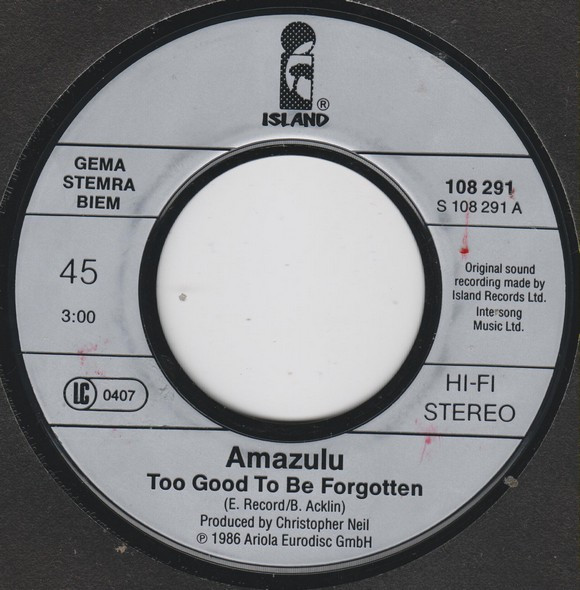 ISLAND ®
GEMA
STEMRA
BIEM
108 291
S 108 291 A
45
3:00
Original sound
recording made by
Island Records Ltd.
Intersong
Music Ltd.
LC 0407
HI-FI
STEREO
Amazulu
Too Good To Be Forgotten
(E. Record/B. Acklin)
Produced by Christopher Neil
℗ 1986 Ariola Eurodisc GmbH